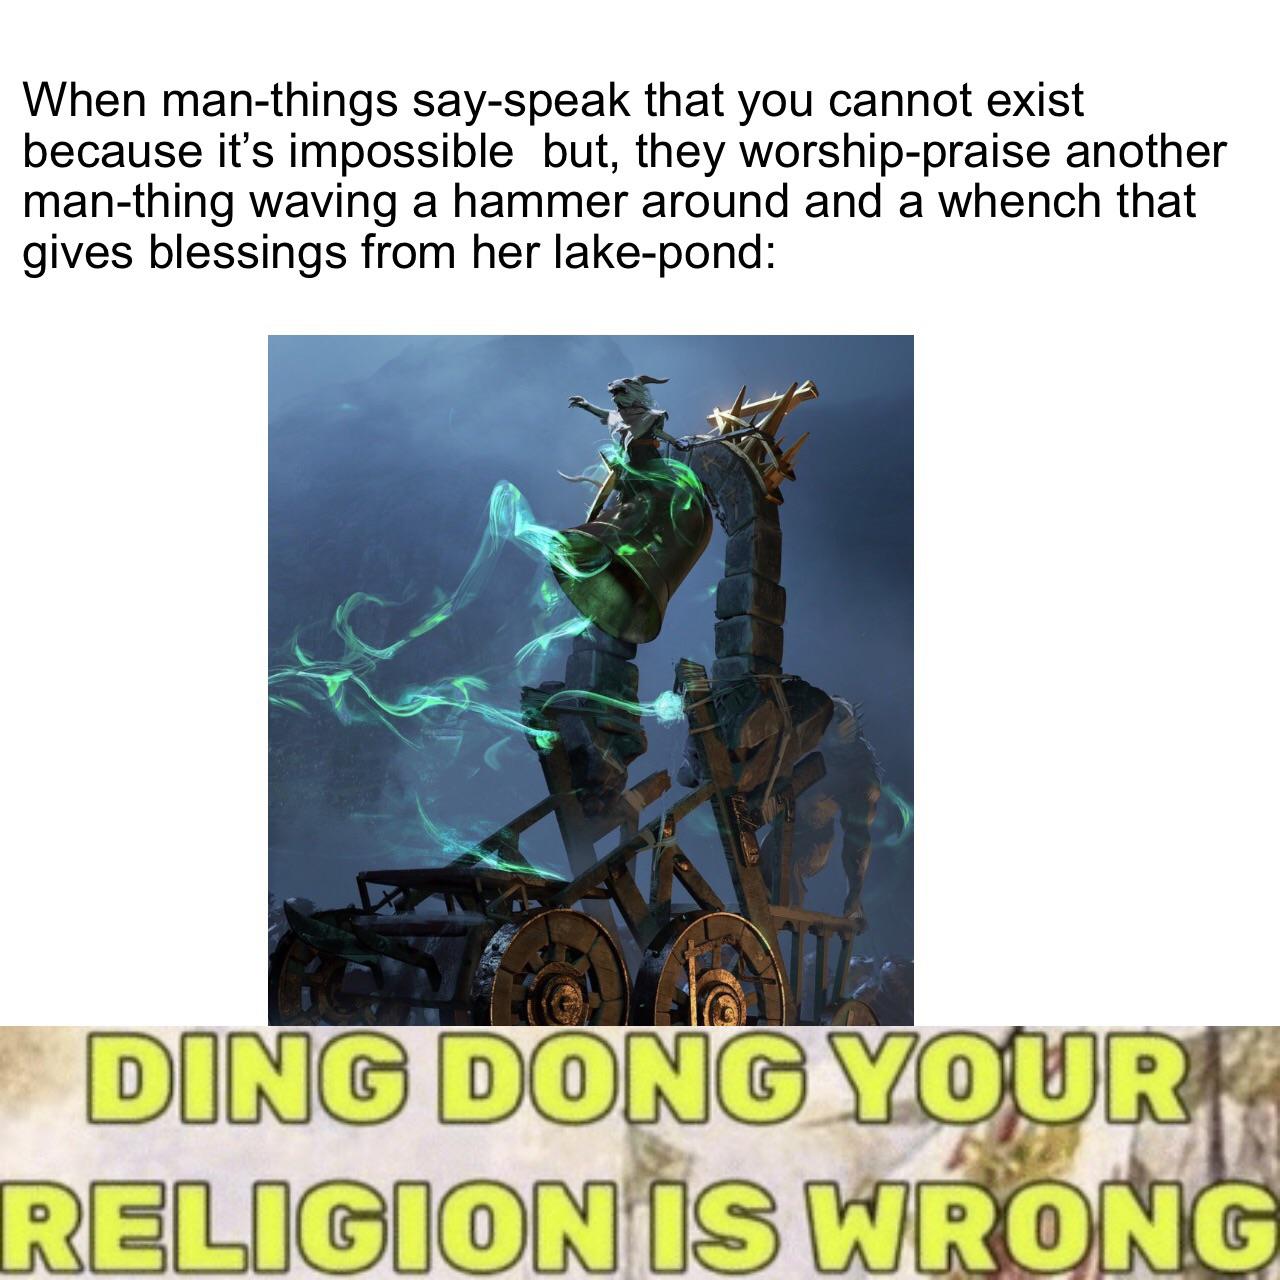 When man-things say-speak that you cannot exist
because it’s impossible  but, they worship-praise another
man-thing waving a hammer around and a whench that
gives blessings from her lake-pond:
DING DONG YOUR
RELIGION IS WRONG